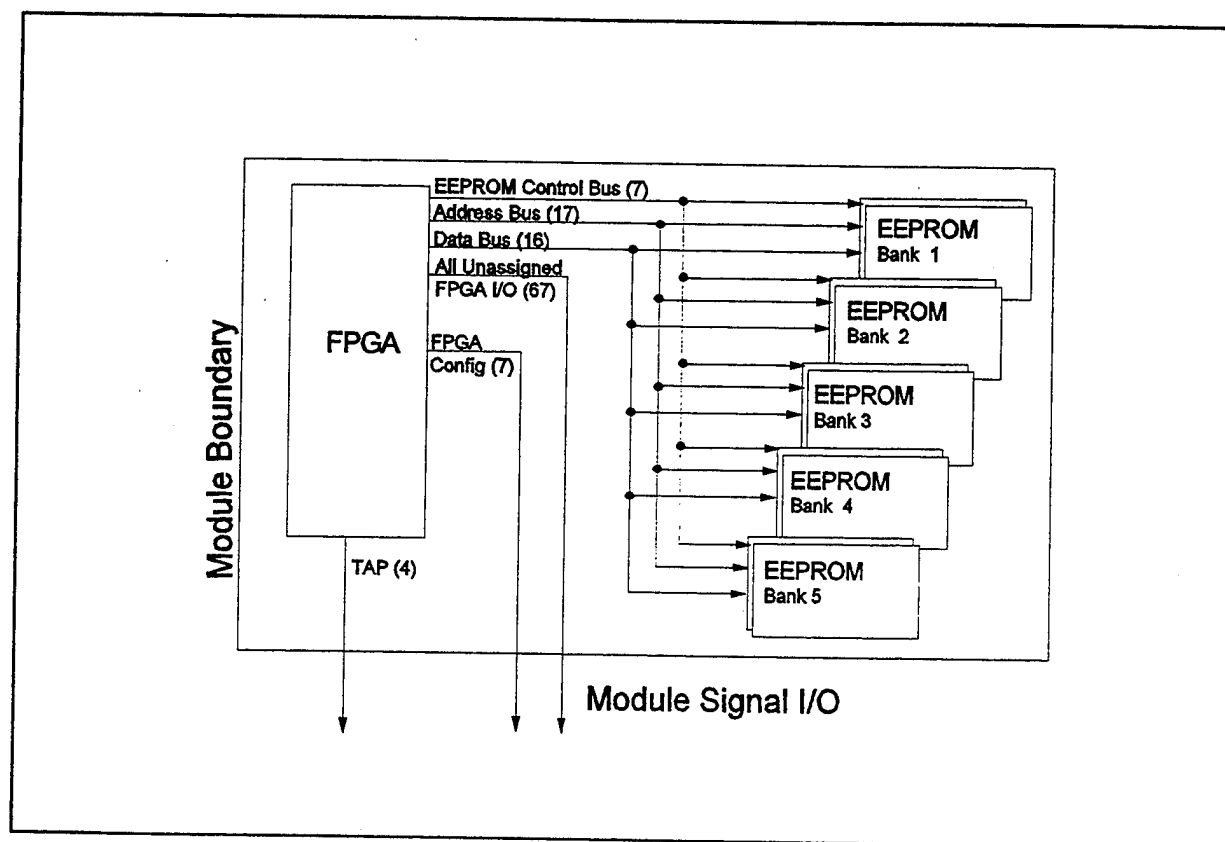 EEPROM Control Bus (7)
Address Bus (17)
Data Bus (16)
All Unassigned
FPGA I/O (67)
FPGA
FPGA
Config (7)
TAP (4)
Module Boundary
EEPROM
Bank 1
EEPROM
Bank 2
EEPROM
Bank 3
EEPROM
Bank 4
EEPROM
Bank 5
Module Signal I/O